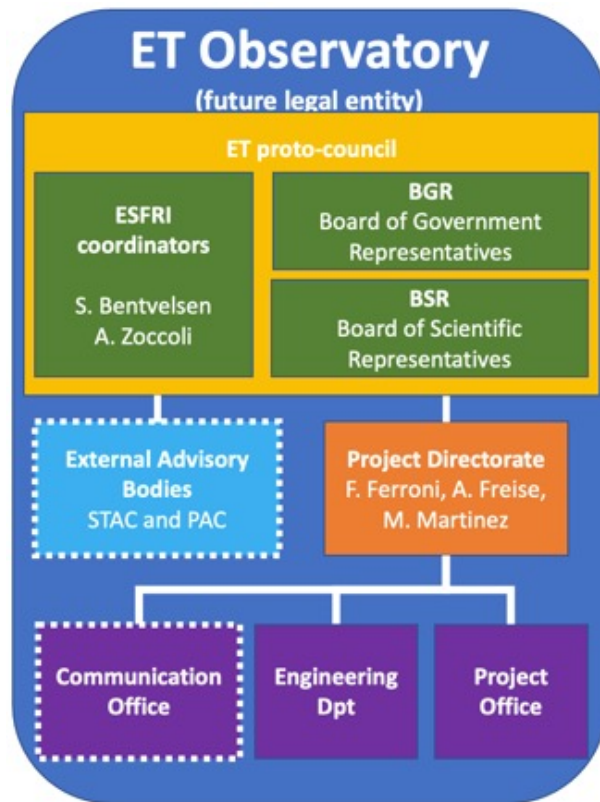 ET Observatory
(future legal entity)
ET proto-council
ESFRI
coordinators
S. Bentvelsen
A. Zoccoli
BGR
Board of Government
Representatives
BSR
Board of Scientific
Representatives
External Advisory
Bodies
STAC and PAC
Project Directorate
F. Ferroni, A. Freise,
M. Martinez
Communication
Office
Engineering
Dpt
Project
Office